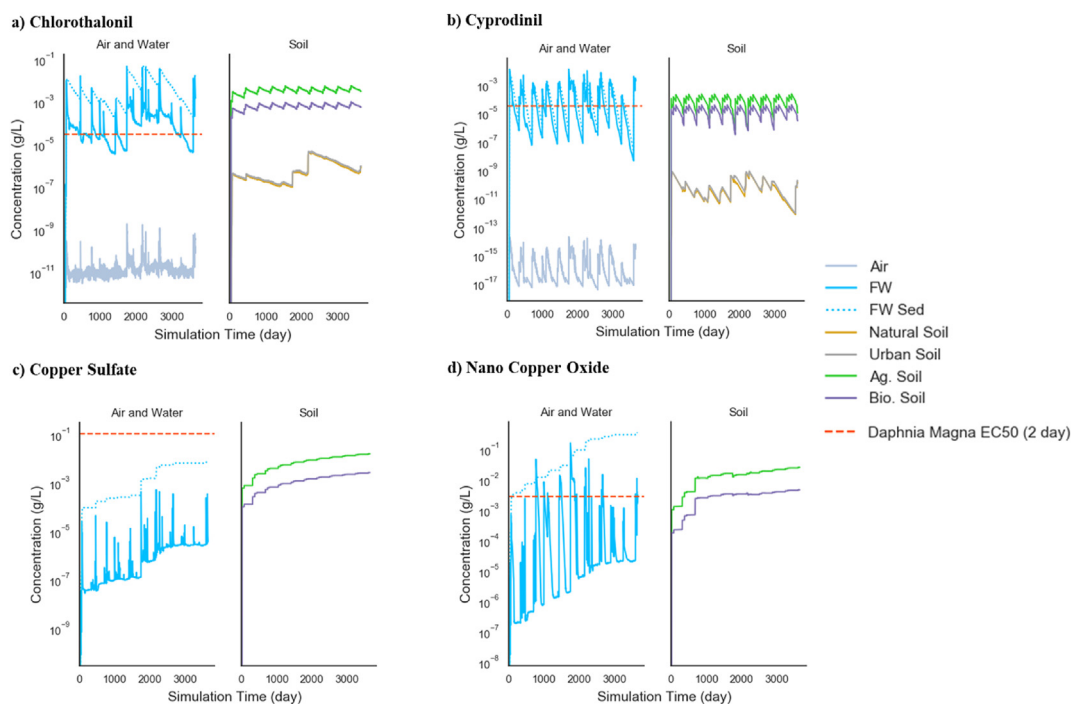 a) Chlorothalonil
Air and Water
Soil
Concentration (g/L)
10⁻¹
10⁻³
10⁻⁵
10⁻⁷
10⁻⁹
10⁻¹¹
0 1000 2000 3000
0 1000 2000 3000
Simulation Time (day)
b) Cyprodinil
Air and Water
Soil
Concentration (g/L)
10⁻³
10⁻⁵
10⁻⁷
10⁻⁹
10⁻¹¹
10⁻¹³
10⁻¹⁵
10⁻¹⁷
0 1000 2000 3000
0 1000 2000 3000
Simulation Time (day)
Air
FW
FW Sed
Natural Soil
Urban Soil
Ag. Soil
Bio. Soil
Daphnia Magna EC50 (2 day)
c) Copper Sulfate
Air and Water
Soil
Concentration (g/L)
10⁻¹
10⁻³
10⁻⁵
10⁻⁷
10⁻⁹
0 1000 2000 3000
0 1000 2000 3000
Simulation Time (day)
d) Nano Copper Oxide
Air and Water
Soil
Concentration (g/L)
10⁻¹
10⁻²
10⁻³
10⁻⁴
10⁻⁵
10⁻⁶
10⁻⁷
10⁻⁸
0 1000 2000 3000
0 1000 2000 3000
Simulation Time (day)